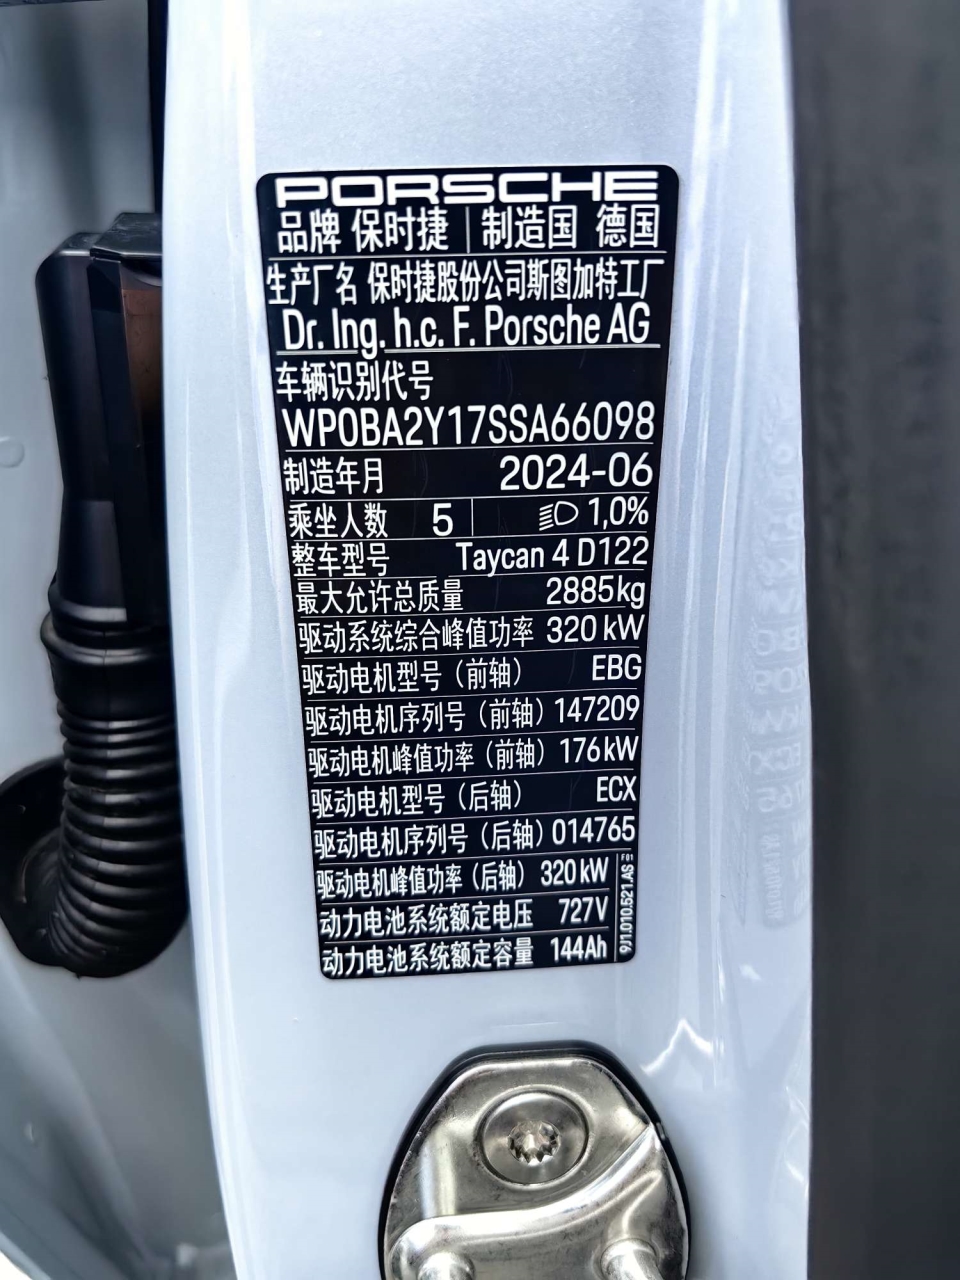 PORSCHE
品牌 保时捷 制造国 德国
生产厂名 保时捷股份公司斯图加特工厂
Dr. Ing. h.c. F. Porsche AG
车辆识别代号
WP0BA2Y17SSA66098
制造年月 2024-06
乘坐人数 5 1,0%
整车型号 Taycan 4 D122
最大允许总质量 2885kg
驱动系统综合峰值功率 320 kW
驱动电机型号（前轴） EBG
驱动电机序列号（前轴） 147209
驱动电机峰值功率（前轴） 176kW
驱动电机型号（后轴） ECX
驱动电机序列号（后轴） 014765
驱动电机峰值功率（后轴） 320 kW
动力电池系统额定电压 727V
动力电池系统额定容量 144Ah
9J1.010.521.AS F01